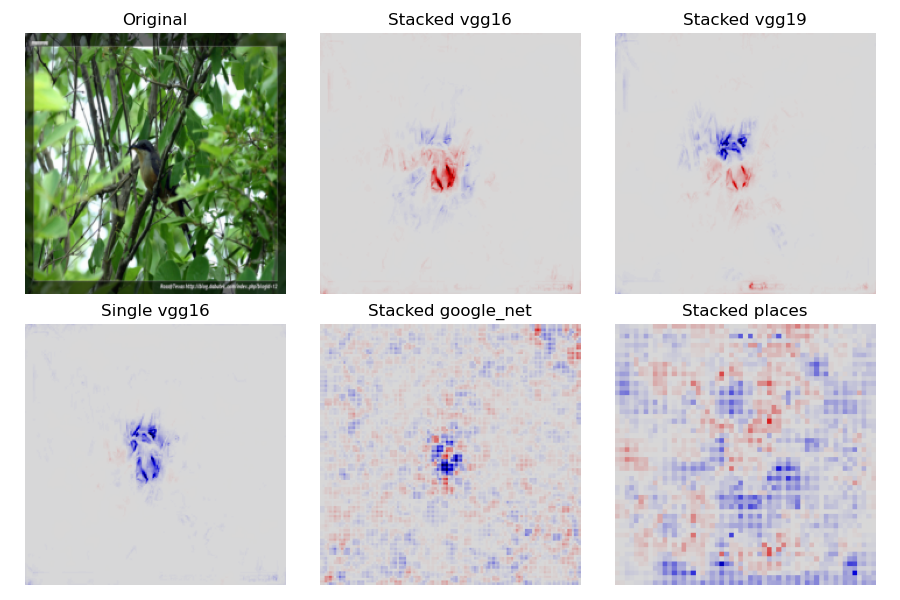 Original
Stacked vgg16
Stacked vgg19
Single vgg16
Stacked google_net
Stacked places